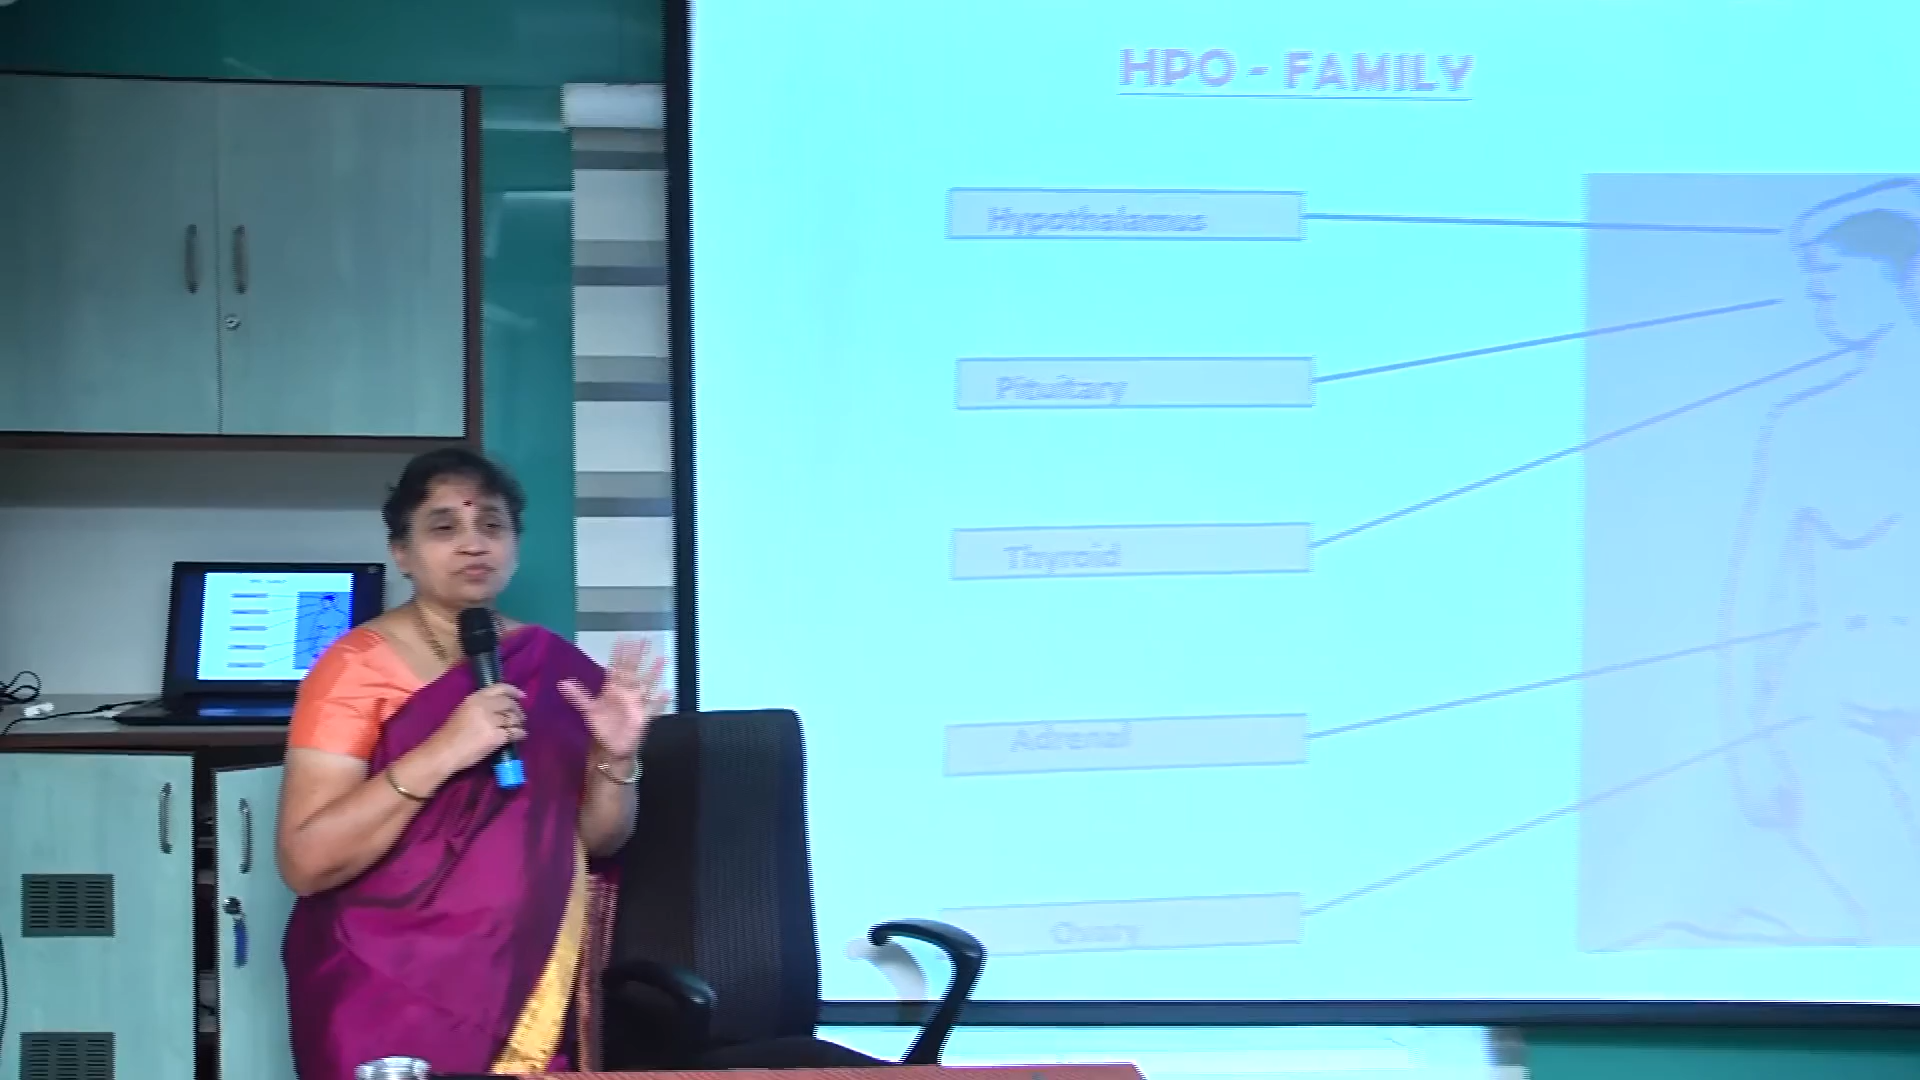 HPO - FAMILY
Hypothalamus
Pituitary
Thyroid
Adrenal
Ovary